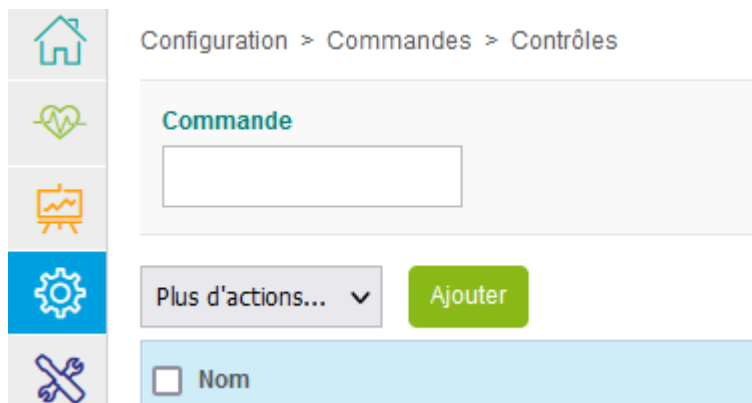 Configuration > Commandes > Contrôles
Commande
Plus d'actions... Ajouter
Nom